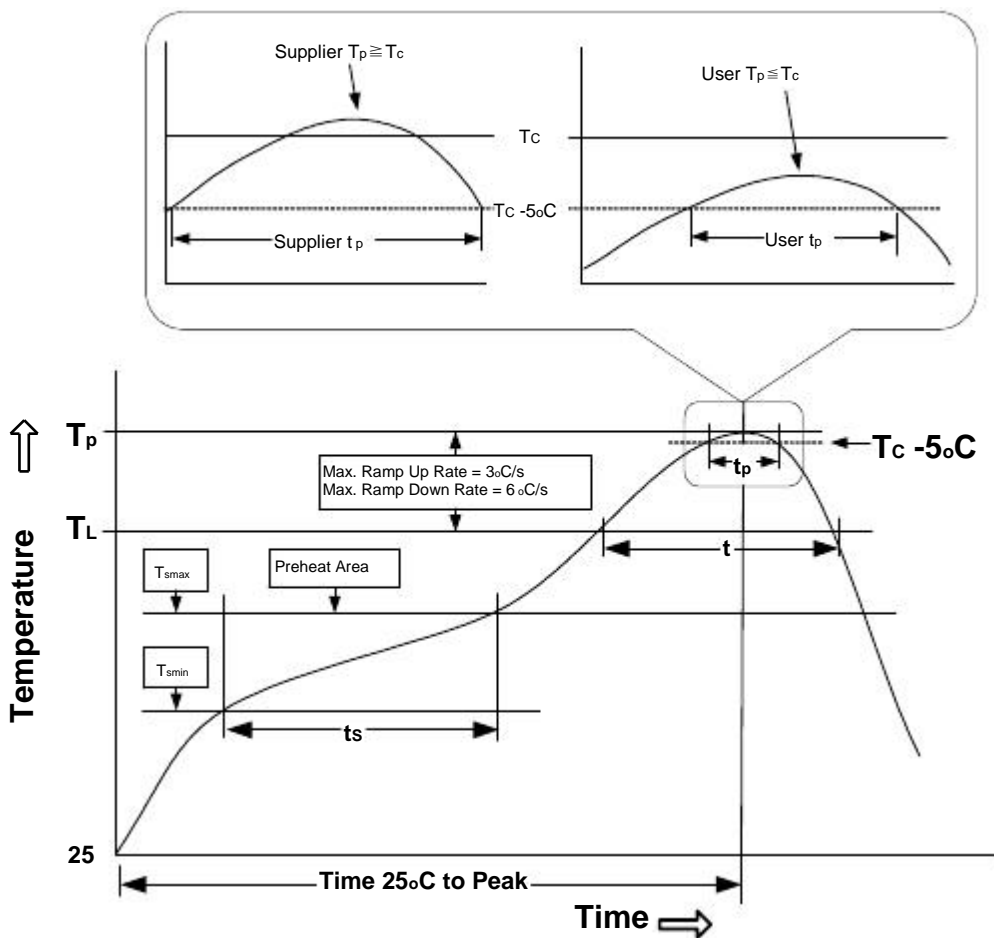 Supplier Tp≧Tc
User Tp≦Tc
Tc
Tc -5oC
Supplier tp
User tp
Tp
Tc -5oC
tp
Max. Ramp Up Rate = 3oC/s
Max. Ramp Down Rate = 6oC/s
TL
t
Tsmax
Preheat Area
Tsmin
ts
Temperature
25
Time 25oC to Peak
Time